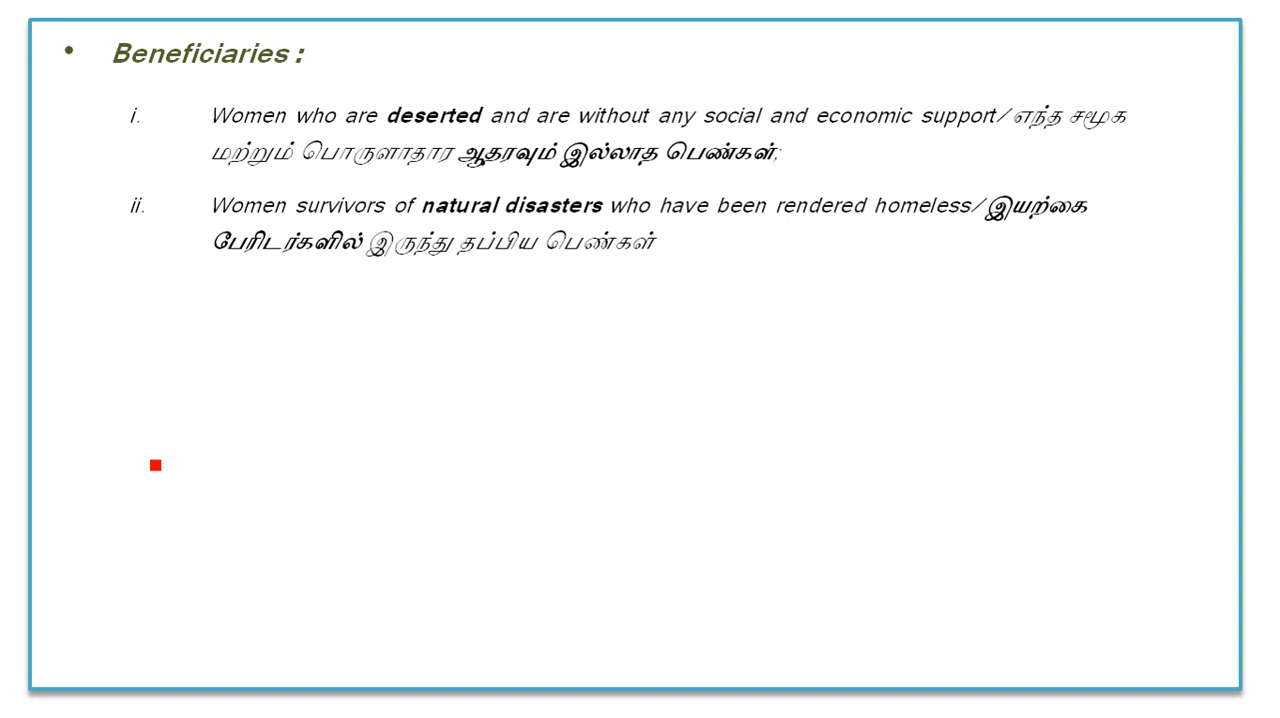 • Beneficiaries :
i. Women who are deserted and are without any social and economic support/எந்த சமூக
மற்றும் பொருளாதார ஆதரவும் இல்லாத பெண்கள்;
ii. Women survivors of natural disasters who have been rendered homeless/இயற்கை
பேரிடர்களில் இருந்து தப்பிய பெண்கள்